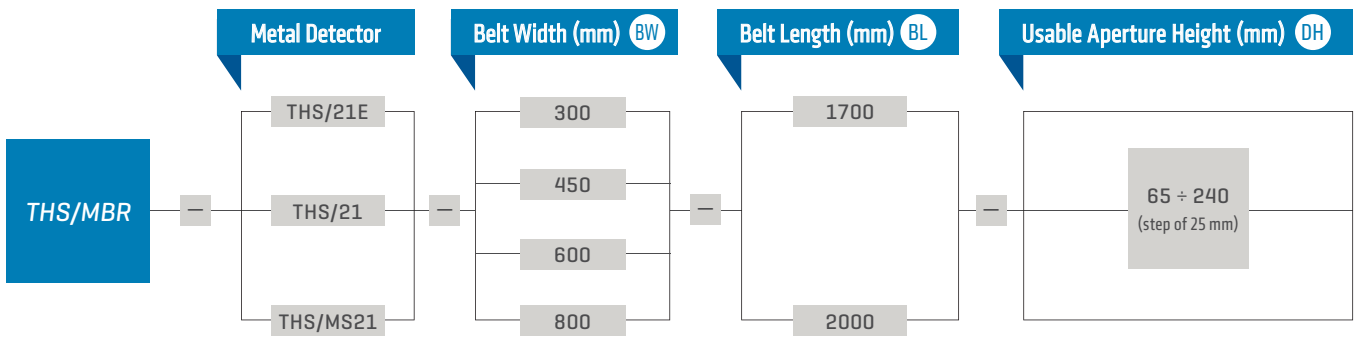 Metal Detector
Belt Width (mm) BW
Belt Length (mm) BL
Usable Aperture Height (mm) DH
THS/MBR
—
THS/21E
THS/21
THS/MS21
—
300
450
600
800
—
1700
2000
—
65 ÷ 240
(step of 25 mm)